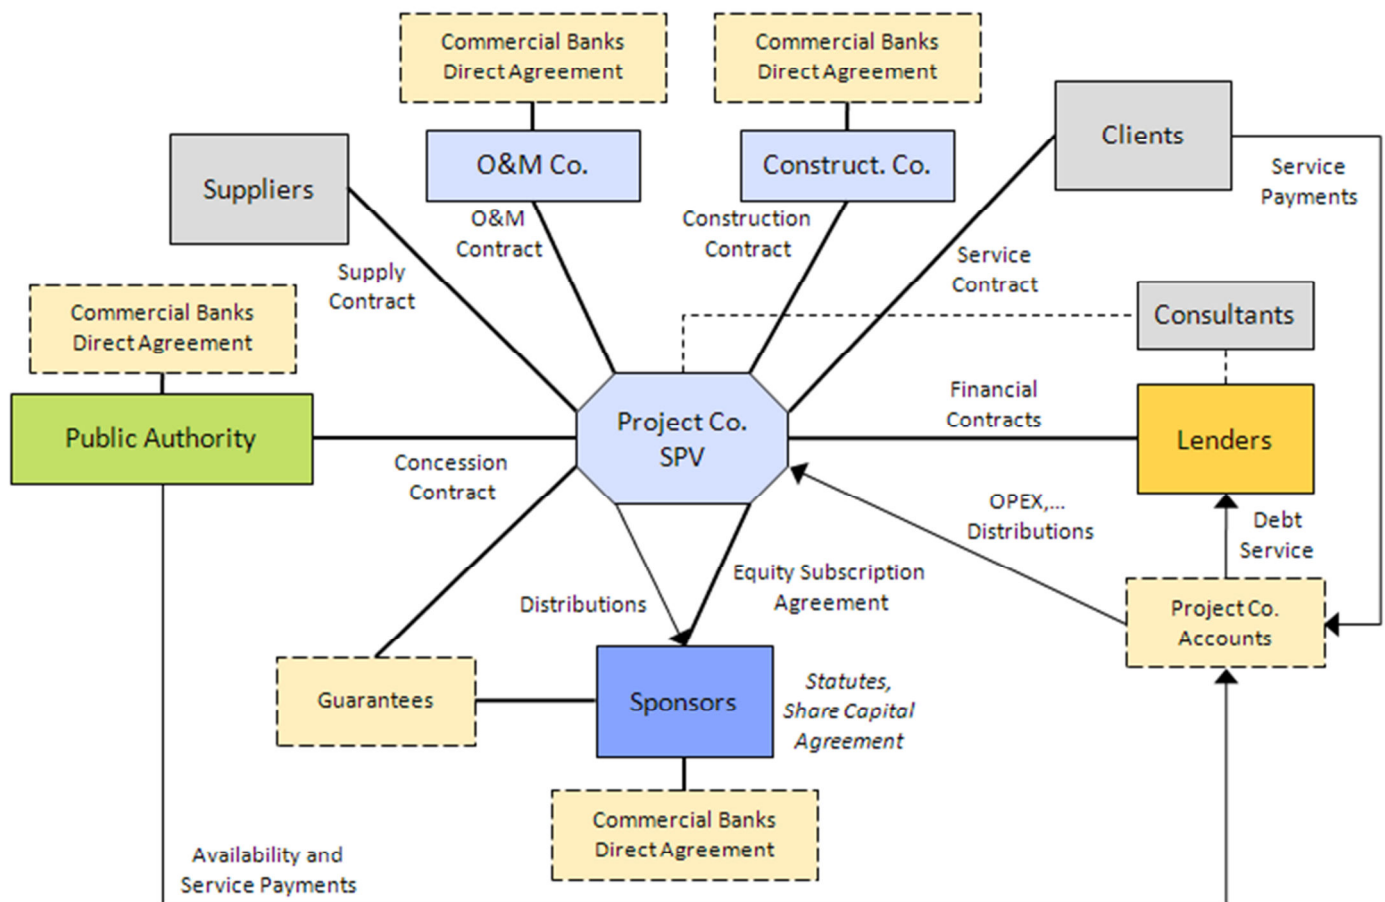 Commercial Banks
Direct Agreement
Commercial Banks
Direct Agreement
Clients
Service
Payments
O&M Co.
Construct. Co.
Suppliers
O&M
Contract
Construction
Contract
Service
Contract
Supply
Contract
Commercial Banks
Direct Agreement
Consultants
Public Authority
Project Co.
SPV
Financial
Contracts
Lenders
Concession
Contract
OPEX,...
Distributions
Debt
Service
Distributions
Equity Subscription
Agreement
Project Co.
Accounts
Guarantees
Sponsors
Statutes,
Share Capital
Agreement
Commercial Banks
Direct Agreement
Availability and
Service Payments